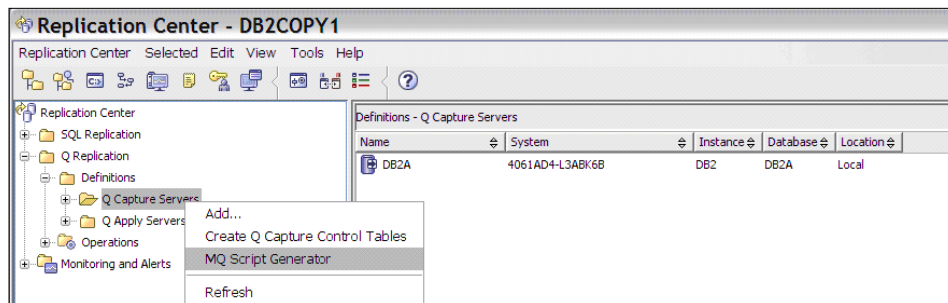 Replication Center - DB2COPY1
Replication Center Selected Edit View Tools Help
Replication Center
SQL Replication
Q Replication
Definitions
Q Capture Servers
Q Apply Servers
Operations
Monitoring and Alerts
Add...
Create Q Capture Control Tables
MQ Script Generator
Refresh
Definitions - Q Capture Servers
Name System Instance Database Location
DB2A 4061AD4-L3ABK6B DB2 DB2A Local